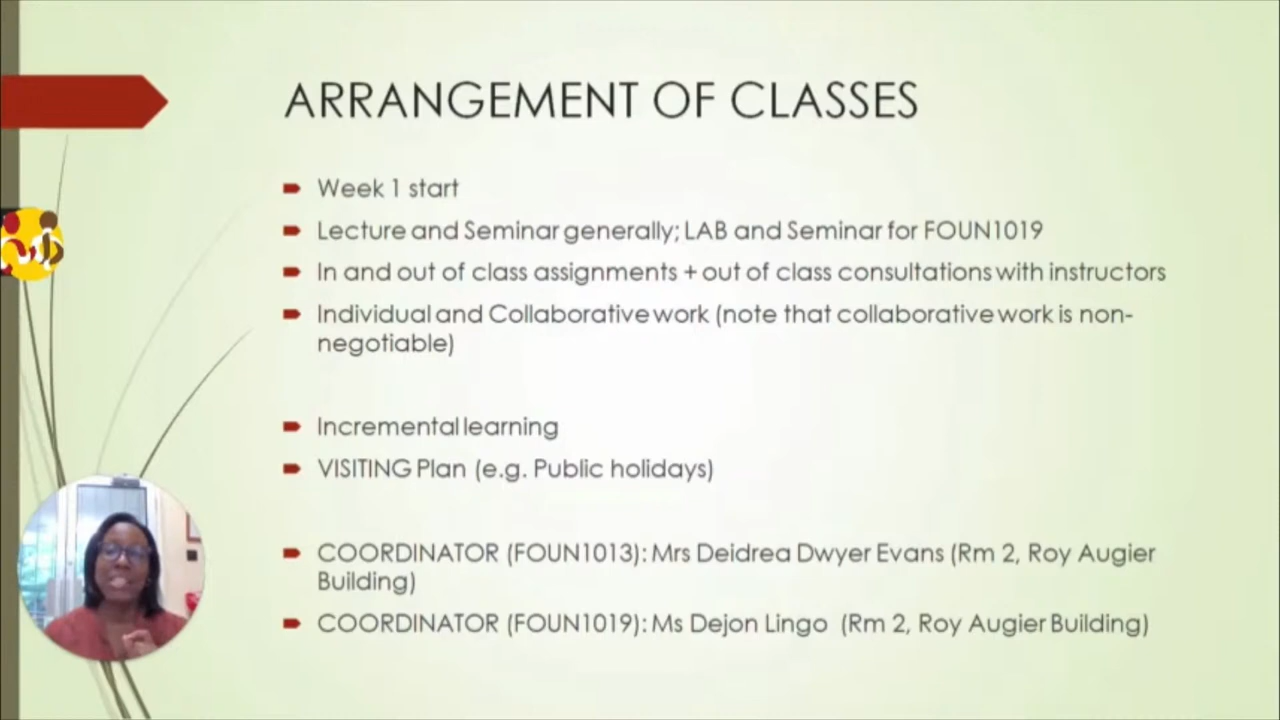 ARRANGEMENT OF CLASSES
Week 1 start
Lecture and Seminar generally; LAB and Seminar for FOUN1019
In and out of class assignments + out of class consultations with instructors
Individual and Collaborative work (note that collaborative work is non-
negotiable)
Incremental learning
VISITING Plan (e.g. Public holidays)
COORDINATOR (FOUN1013): Mrs Deidrea Dwyer Evans (Rm 2, Roy Augier
Building)
COORDINATOR (FOUN1019): Ms Dejon Lingo (Rm 2, Roy Augier Building)